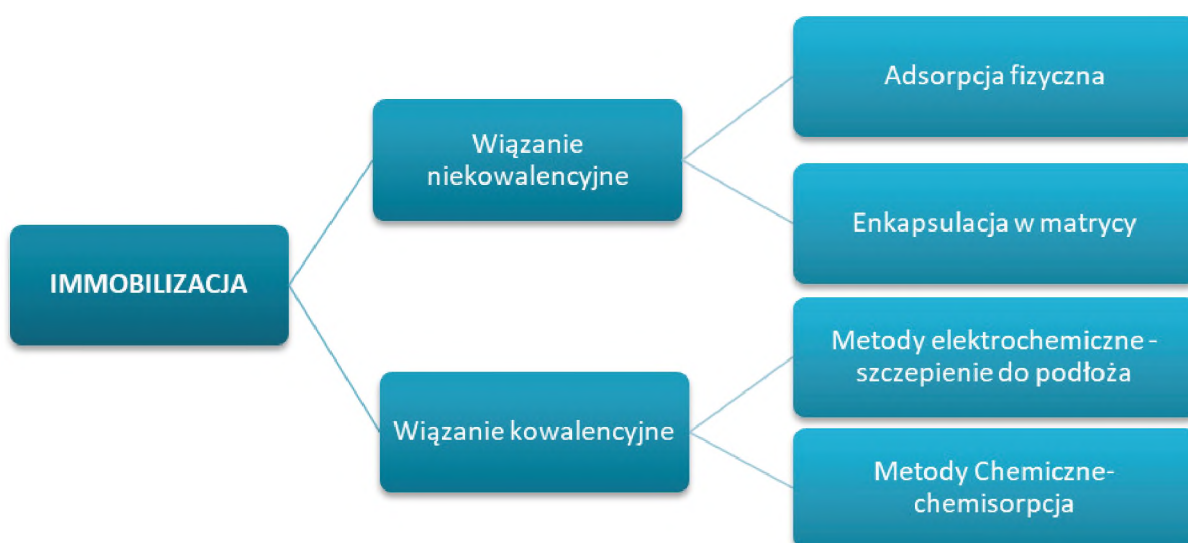 IMMOBILIZACJA
Wiązanie
niekowalencyjne
Wiązanie kowalencyjne
Adsorpcja fizyczna
Enkapsulacja w matrycy
Metody elektrochemiczne -
szczepienie do podłoża
Metody Chemiczne-
chemisorpcja